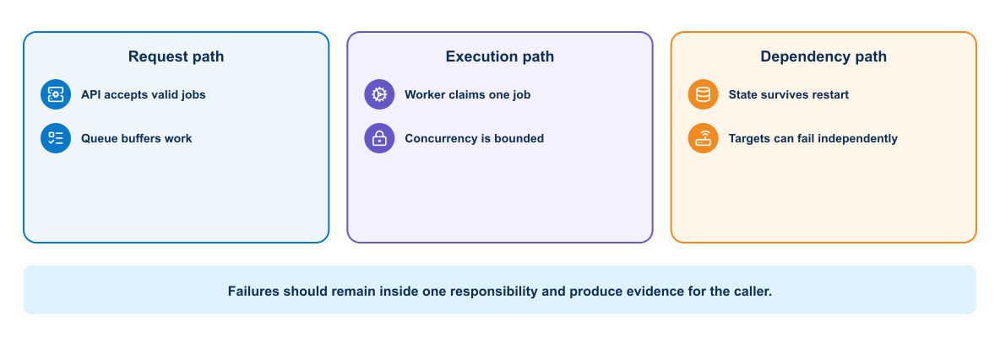 Request path
API accepts valid jobs
Queue buffers work
Execution path
Worker claims one job
Concurrency is bounded
Dependency path
State survives restart
Targets can fail independently
Failures should remain inside one responsibility and produce evidence for the caller.